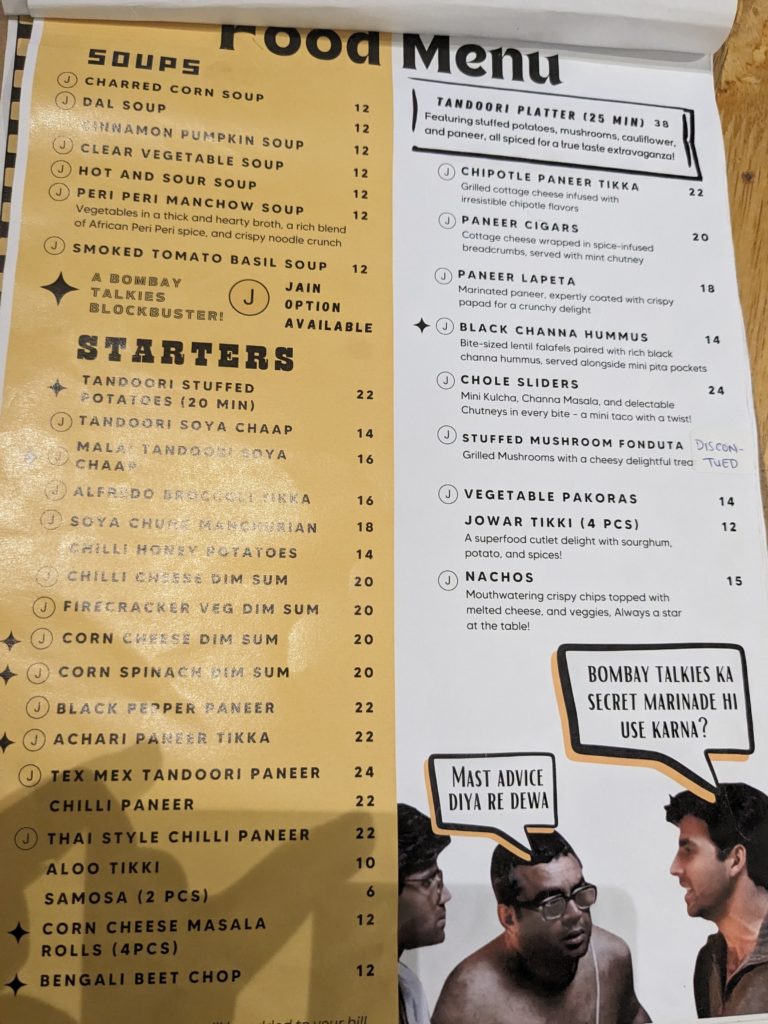 Food Menu
SOUPS
J CHARRED CORN SOUP 12
J DAL SOUP 12
CINNAMON PUMPKIN SOUP 12
J CLEAR VEGETABLE SOUP 12
J HOT AND SOUR SOUP 12
J PERI PERI MANCHOW SOUP 12
Vegetables in a thick and hearty broth, a rich blend
of African Peri Peri spice, and crispy noodle crunch
J SMOKED TOMATO BASIL SOUP 12
A BOMBAY
TALKIES
BLOCKBUSTER!
J JAIN
OPTION
AVAILABLE
STARTERS
TANDOORI STUFFED
POTATOES (20 MIN) 22
J TANDOORI SOYA CHAAP 14
J MALAI TANDOORI SOYA
CHAAP 16
J ALFREDO BROCCOLI TIKKA 16
J SOYA CHUNK MANCHURIAN 18
CHILLI HONEY POTATOES 14
J CHILLI CHEESE DIM SUM 20
J FIRECRACKER VEG DIM SUM 20
J CORN CHEESE DIM SUM 20
J CORN SPINACH DIM SUM 20
J BLACK PEPPER PANEER 22
J ACHARI PANEER TIKKA 22
J TEX MEX TANDOORI PANEER 24
CHILLI PANEER 22
J THAI STYLE CHILLI PANEER 22
ALOO TIKKI 10
SAMOSA (2 PCS) 6
CORN CHEESE MASALA 12
ROLLS (4PCS)
BENGALI BEET CHOP 12
to your bill
TANDOORI PLATTER (25 MIN) 38
Featuring stuffed potatoes, mushrooms, cauliflower,
and paneer, all spiced for a true taste extravaganza!
J CHIPOTLE PANEER TIKKA 22
Grilled cottage cheese infused with
irresistible chipotle flavors
J PANEER CIGARS 20
Cottage cheese wrapped in spice-infused
breadcrumbs, served with mint chutney
J PANEER LAPETA 18
Marinated paneer, expertly coated with crispy
papad for a crunchy delight
J BLACK CHANNA HUMMUS 14
Bite-sized lentil falafels paired with rich black
channa hummus, served alongside mini pita pockets
J CHOLE SLIDERS 24
Mini Kulcha, Channa Masala, and delectable
Chutneys in every bite - a mini taco with a twist!
J STUFFED MUSHROOM FONDUTA DISCON-
Grilled Mushrooms with a cheesy delightful trea TUED
J VEGETABLE PAKORAS 14
JOWAR TIKKI (4 PCS) 12
A superfood cutlet delight with sourghum,
potato, and spices!
J NACHOS 15
Mouthwatering crispy chips topped with
melted cheese, and veggies, Always a star
at the table!
BOMBAY TALKIES KA
SECRET MARINADE HI
USE KARNA?
MAST ADVICE
DIYA RE DEWA